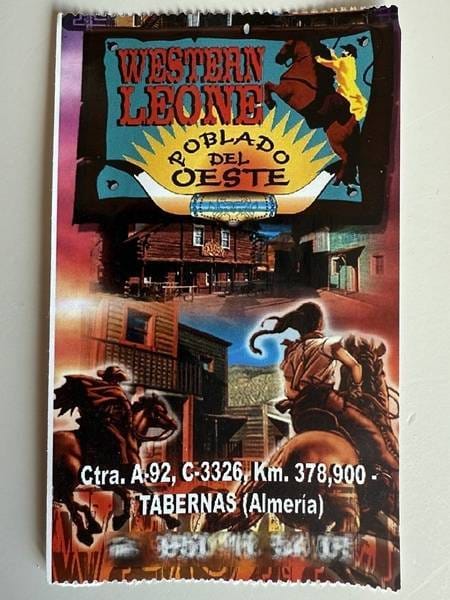 WESTERN
LEONE
POBLADO
DEL
OESTE
Ctra. A-92, C-3326, Km. 378,900 -
TABERNAS (Almería)